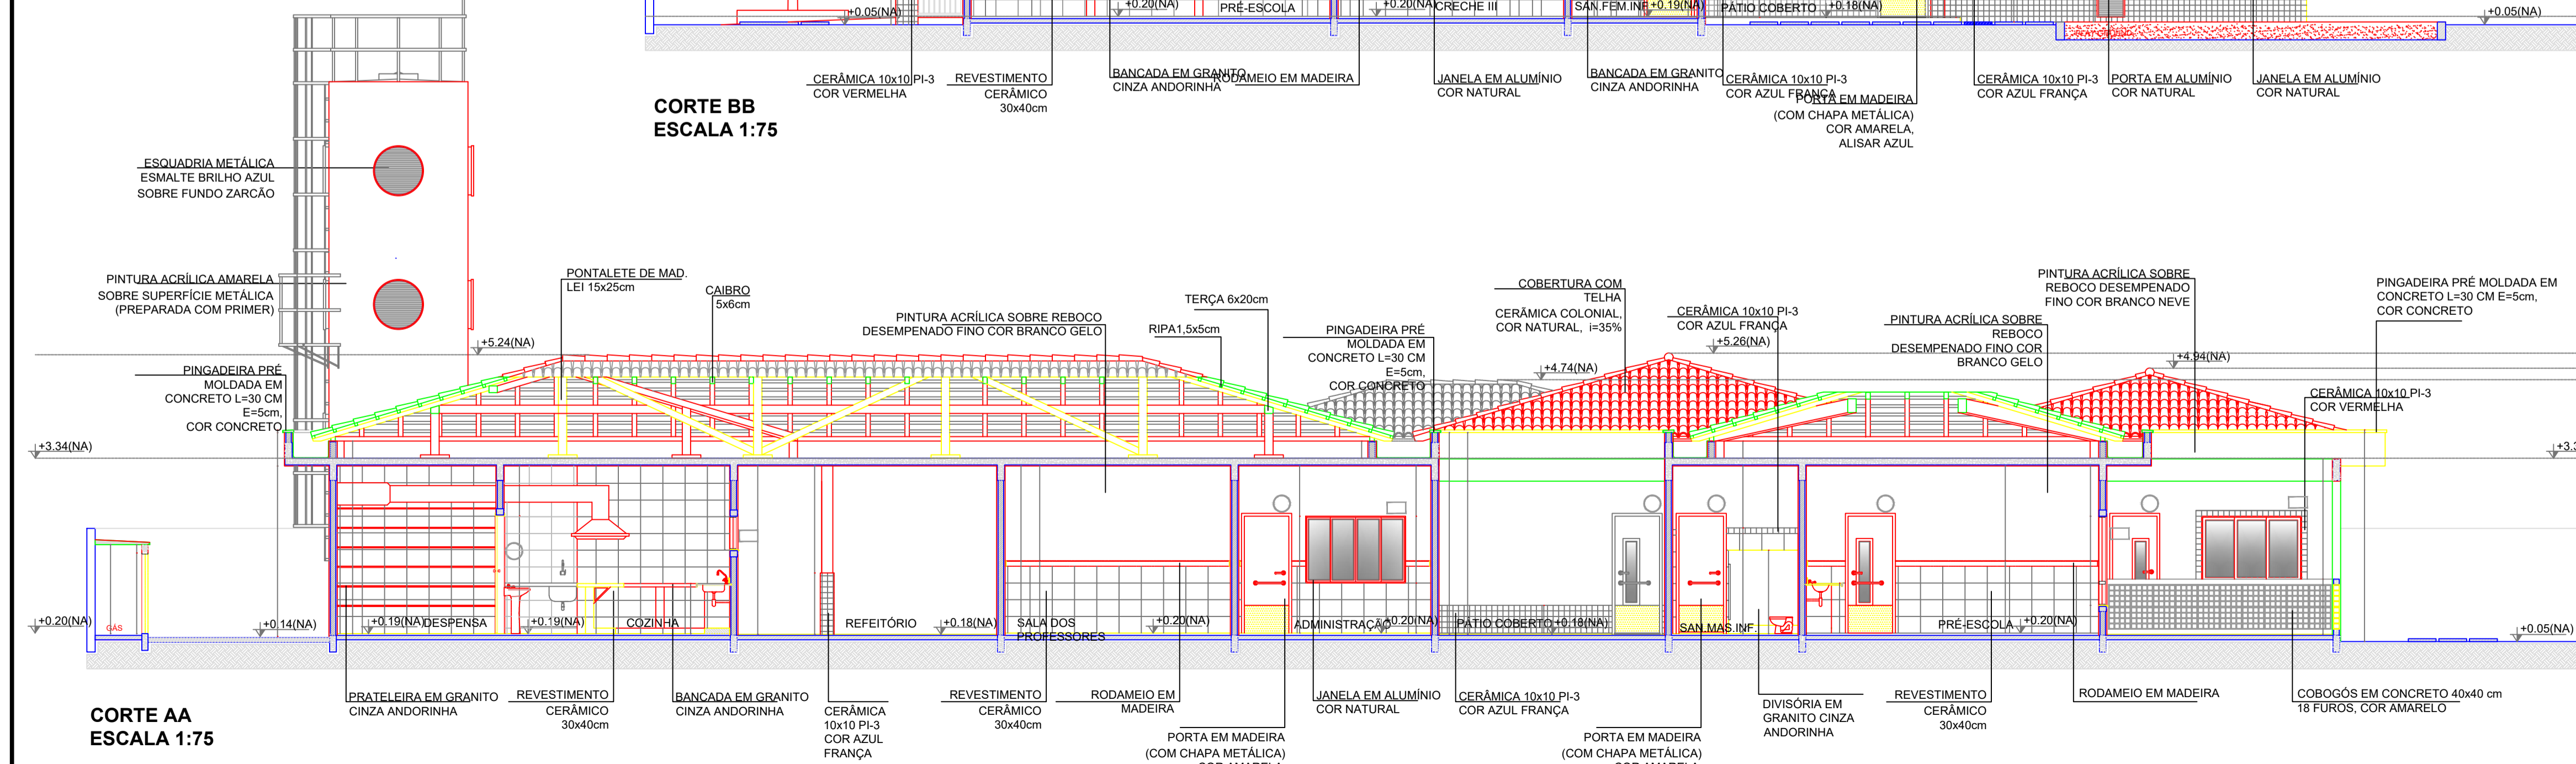 +0.05(NA)
+0.20(NA)
PRÉ-ESCOLA
+0.20(NA)
CRECHE III
SAN.FEM.INF
+0.19(NA)
PÁTIO COBERTO
+0.18(NA)
+0.05(NA)
CERÂMICA 10x10 PI-3
COR VERMELHA
REVESTIMENTO
CERÂMICO
30x40cm
BANCADA EM GRANITO
CINZA ANDORINHA
RODAMEIO EM MADEIRA
JANELA EM ALUMÍNIO
COR NATURAL
BANCADA EM GRANITO
CINZA ANDORINHA
CERÂMICA 10x10 PI-3
COR AZUL FRANÇA
PORTA EM MADEIRA
(COM CHAPA METÁLICA)
COR AMARELA,
ALISAR AZUL
CERÂMICA 10x10 PI-3
COR AZUL FRANÇA
PORTA EM ALUMÍNIO
COR NATURAL
JANELA EM ALUMÍNIO
COR NATURAL
CORTE BB
ESCALA 1:75
ESQUADRIA METÁLICA
ESMALTE BRILHO AZUL
SOBRE FUNDO ZARCÃO
PINTURA ACRÍLICA AMARELA
SOBRE SUPERFÍCIE METÁLICA
(PREPARADA COM PRIMER)
PINGADEIRA PRÉ
MOLDADA EM
CONCRETO L=30 CM
E=5cm,
COR CONCRETO
+5.24(NA)
PONTALETE DE MAD.
LEI 15x25cm
CAIBRO
5x6cm
PINTURA ACRÍLICA SOBRE REBOCO
DESEMPENADO FINO COR BRANCO GELO
TERÇA 6x20cm
RIPA1,5x5cm
PINGADEIRA PRÉ
MOLDADA EM
CONCRETO L=30 CM
E=5cm,
COR CONCRETO
COBERTURA COM
TELHA
CERÂMICA COLONIAL,
COR NATURAL, i=35%
+4.74(NA)
CERÂMICA 10x10 PI-3
COR AZUL FRANÇA
+5.26(NA)
PINTURA ACRÍLICA SOBRE
REBOCO
DESEMPENADO FINO COR
BRANCO GELO
PINTURA ACRÍLICA SOBRE
REBOCO DESEMPENADO
FINO COR BRANCO NEVE
+4.94(NA)
PINGADEIRA PRÉ MOLDADA EM
CONCRETO L=30 CM E=5cm,
COR CONCRETO
CERÂMICA 10x10 PI-3
COR VERMELHA
+3.34(NA)
+0.20(NA)
GÁS
+0.14(NA)
+0.19(NA)
DESPENSA
+0.19(NA)
COZINHA
REFEITÓRIO
+0.18(NA)
SALA DOS
PROFESSORES
+0.20(NA)
ADMINISTRAÇÃO
+0.20(NA)
PÁTIO COBERTO
+0.18(NA)
SAN.MAS.INF.
PRÉ-ESCOLA
+0.20(NA)
+0.05(NA)
PRATELEIRA EM GRANITO
CINZA ANDORINHA
REVESTIMENTO
CERÂMICO
30x40cm
BANCADA EM GRANITO
CINZA ANDORINHA
CERÂMICA
10x10 PI-3
COR AZUL
FRANÇA
REVESTIMENTO
CERÂMICO
30x40cm
RODAMEIO EM
MADEIRA
PORTA EM MADEIRA
(COM CHAPA METÁLICA)
JANELA EM ALUMÍNIO
COR NATURAL
CERÂMICA 10x10 PI-3
COR AZUL FRANÇA
PORTA EM MADEIRA
(COM CHAPA METÁLICA)
DIVISÓRIA EM
GRANITO CINZA
ANDORINHA
REVESTIMENTO
CERÂMICO
30x40cm
RODAMEIO EM MADEIRA
COBOGÓS EM CONCRETO 40x40 cm
18 FUROS, COR AMARELO
CORTE AA
ESCALA 1:75